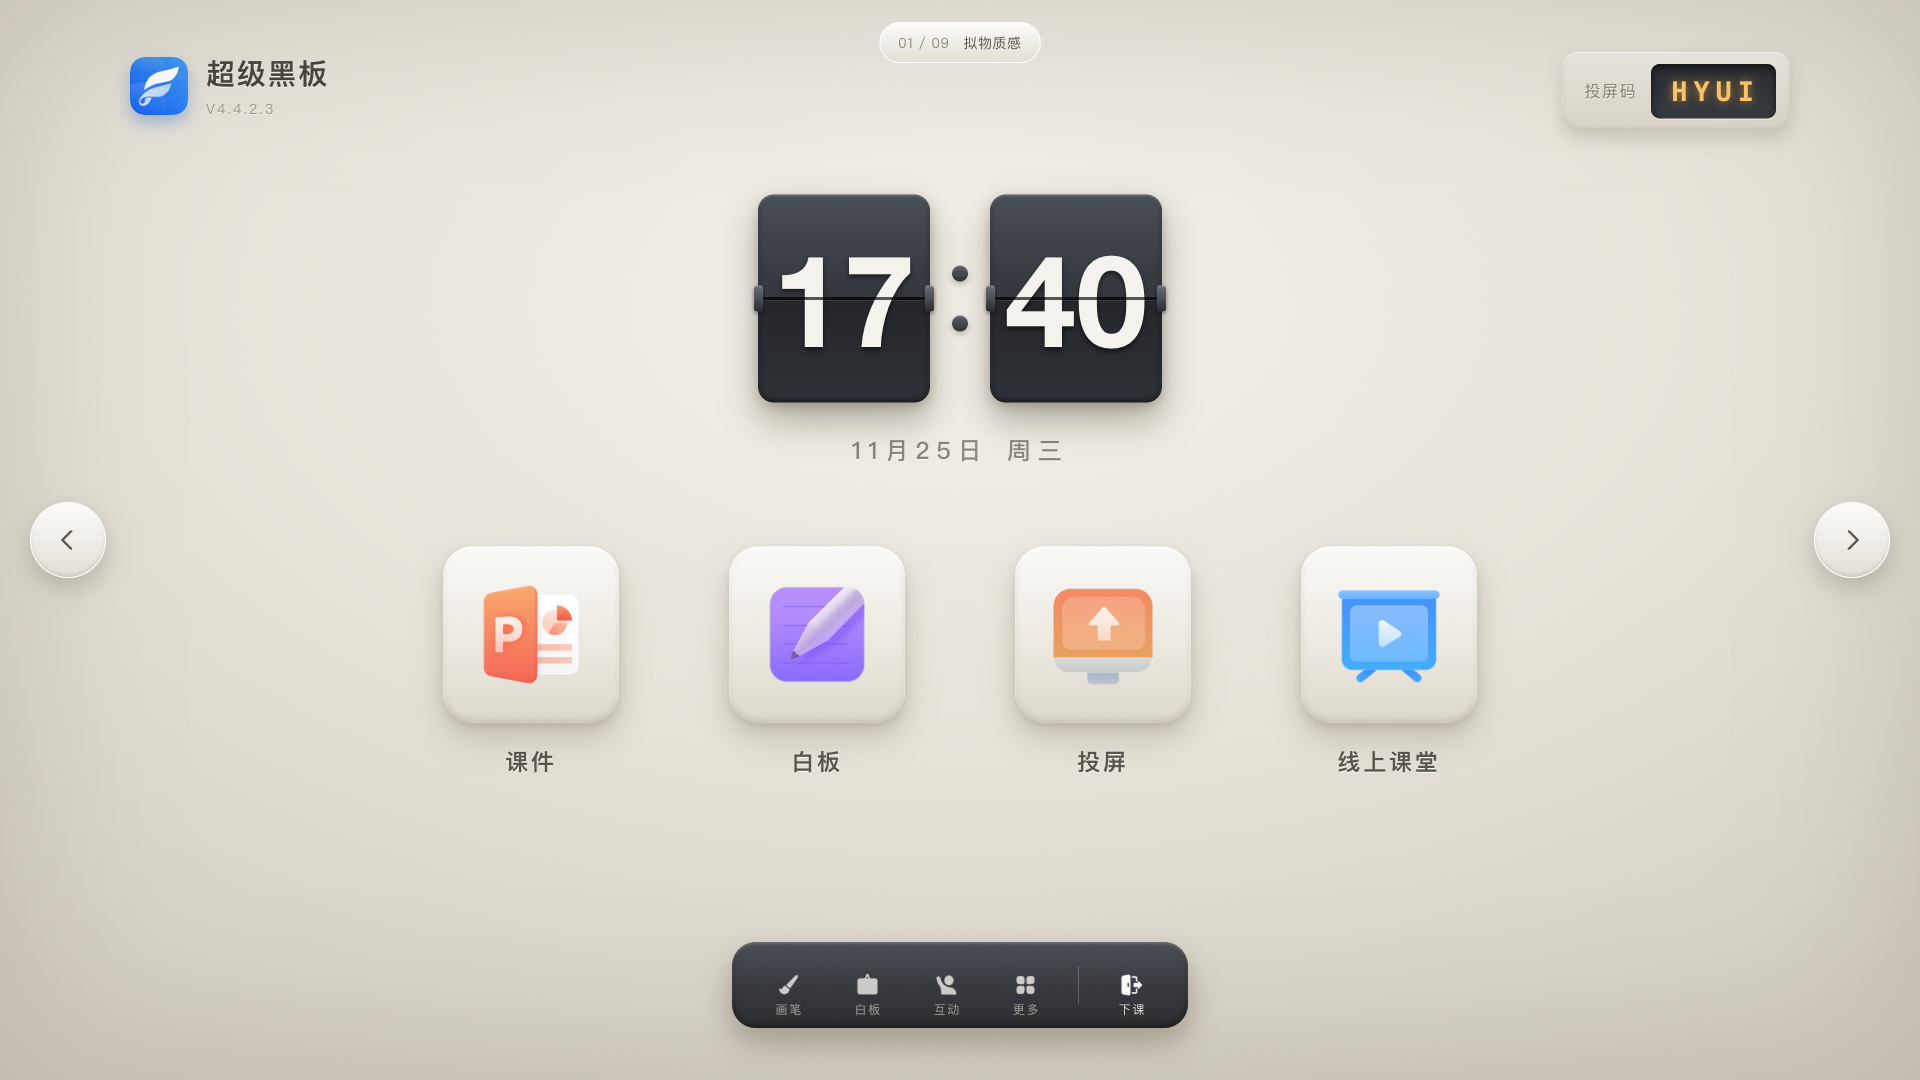 01 / 09 拟物质感
超级黑板
V4.4.2.3
投屏码 HYUI
17:40
11月25日 周三
P
课件
白板
投屏
线上课堂
画笔
白板
互动
更多
下课